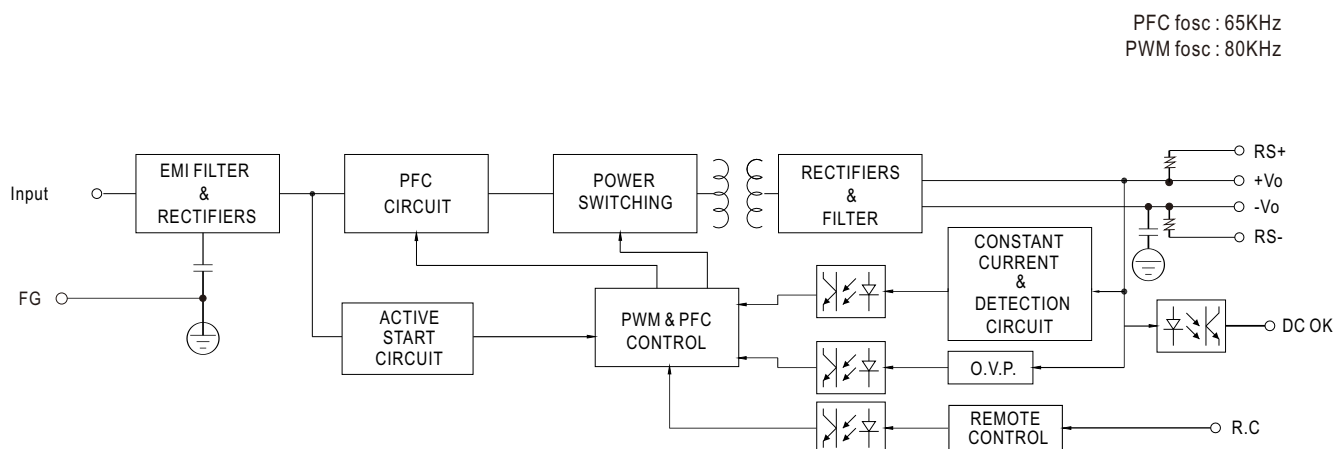 PFC fosc : 65KHz
PWM fosc : 80KHz
Input
EMI FILTER
&
RECTIFIERS
PFC
CIRCUIT
POWER
SWITCHING
RECTIFIERS
&
FILTER
RS+
+Vo
-Vo
RS-
FG
ACTIVE
START
CIRCUIT
PWM & PFC
CONTROL
CONSTANT
CURRENT
&
DETECTION
CIRCUIT
DC OK
O.V.P.
REMOTE
CONTROL
R.C